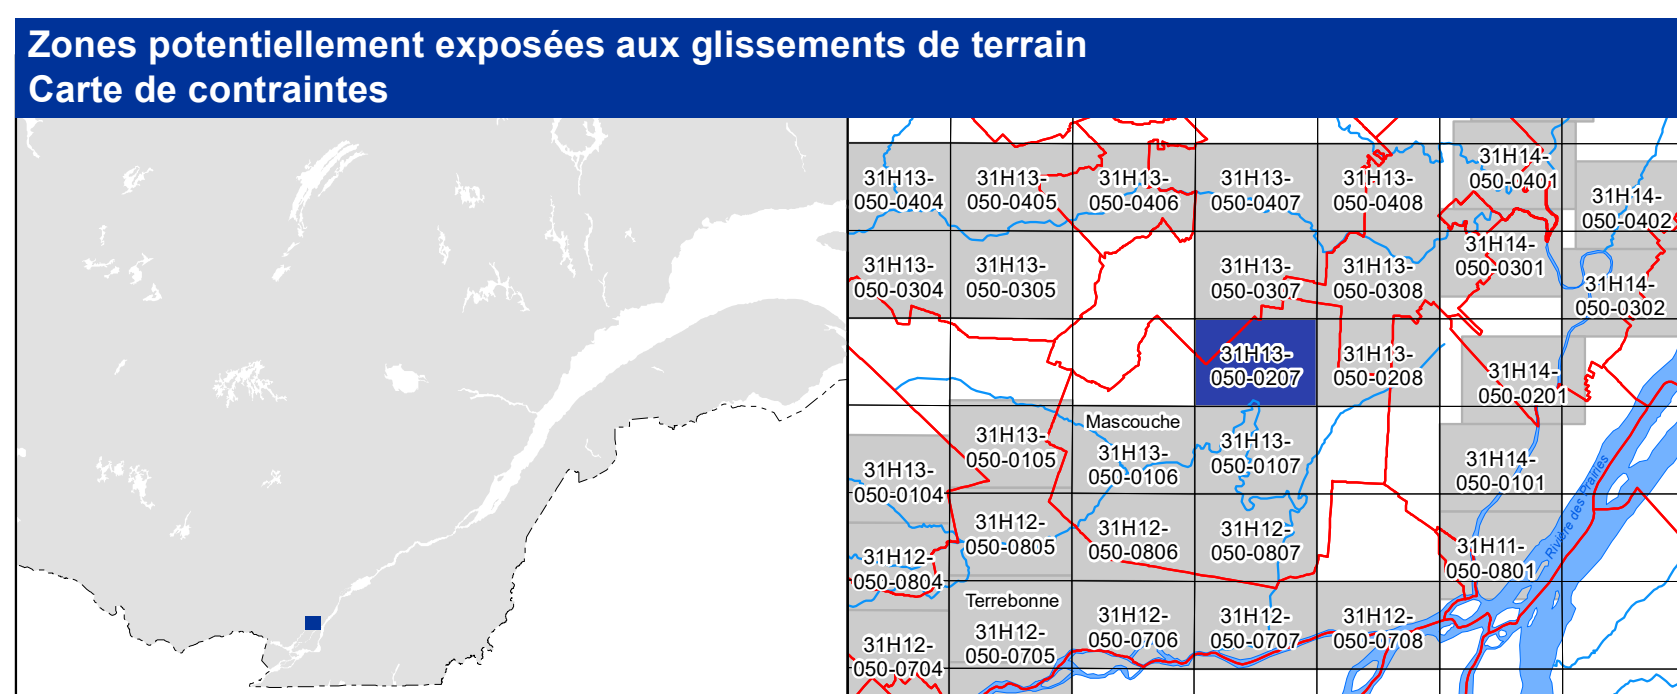 Zones potentiellement exposées aux glissements de terrain
Carte de contraintes
31H13-
050-0404
31H13-
050-0405
31H13-
050-0406
31H13-
050-0407
31H13-
050-0408
31H14-
050-0401
31H14-
050-0402
31H13-
050-0304
31H13-
050-0305
31H13-
050-0307
31H13-
050-0308
31H14-
050-0301
31H14-
050-0302
31H13-
050-0207
31H13-
050-0208
31H14-
050-0201
31H13-
050-0104
31H13-
050-0105
Mascouche
31H13-
050-0106
31H13-
050-0107
31H14-
050-0101
Rivière des Prairies
31H12-
050-0804
31H12-
050-0805
31H12-
050-0806
31H12-
050-0807
31H11-
050-0801
31H12-
050-0704
Terrebonne
31H12-
050-0705
31H12-
050-0706
31H12-
050-0707
31H12-
050-0708